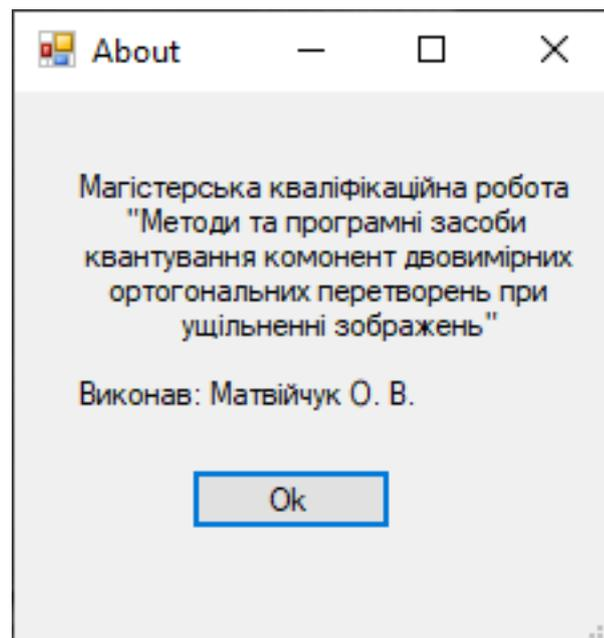 About
Магістерська кваліфікаційна робота
"Методи та програмні засоби
квантування комонент двовимірних
ортогональних перетворень при
ущільненні зображень"
Виконав: Матвійчук О. В.
Ok